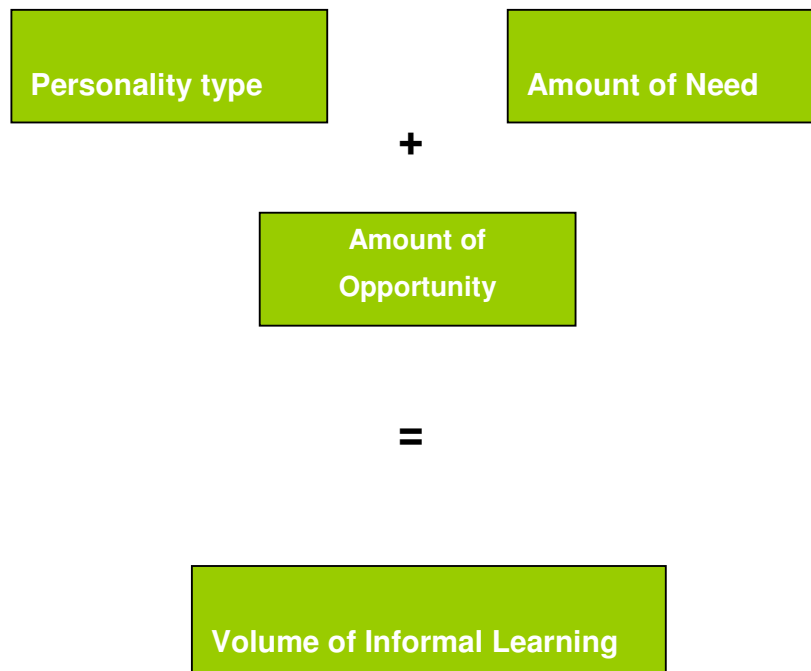 Personality type
Amount of Need
+
Amount of
Opportunity
=
Volume of Informal Learning